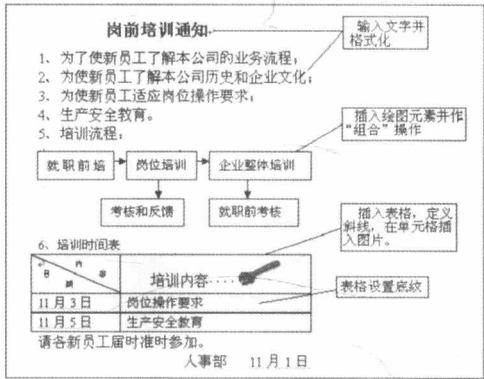 岗前培训通知
输入文字并
格式化
1、为了使新员工了解本公司的业务流程；
2、为使新员工了解本公司历史和企业文化；
3、为使新员工适应岗位操作要求；
4、生产安全教育。
5、培训流程：
插入绘图元素并作
“组合”操作
就职前培 岗位培训 企业整体培训
考核和反馈 就职前考核
插入表格，定义
斜线，在单元格插
入图片。
6、培训时间表
内容
日期
培训内容....
表格设置底纹
11月3日 岗位操作要求
11月5日 生产安全教育
请各新员工届时准时参加。
人事部 11月1日